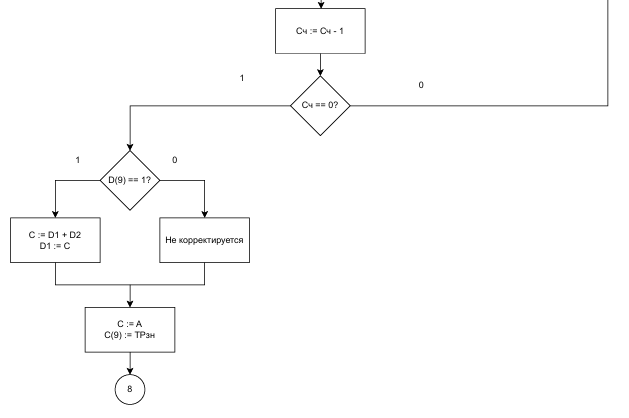 Сч := Сч - 1
1
0
Сч == 0?
1
0
D(9) == 1?
C := D1 + D2
D1 := C
Не корректируется
C := A
C(9) := ТРзн
8